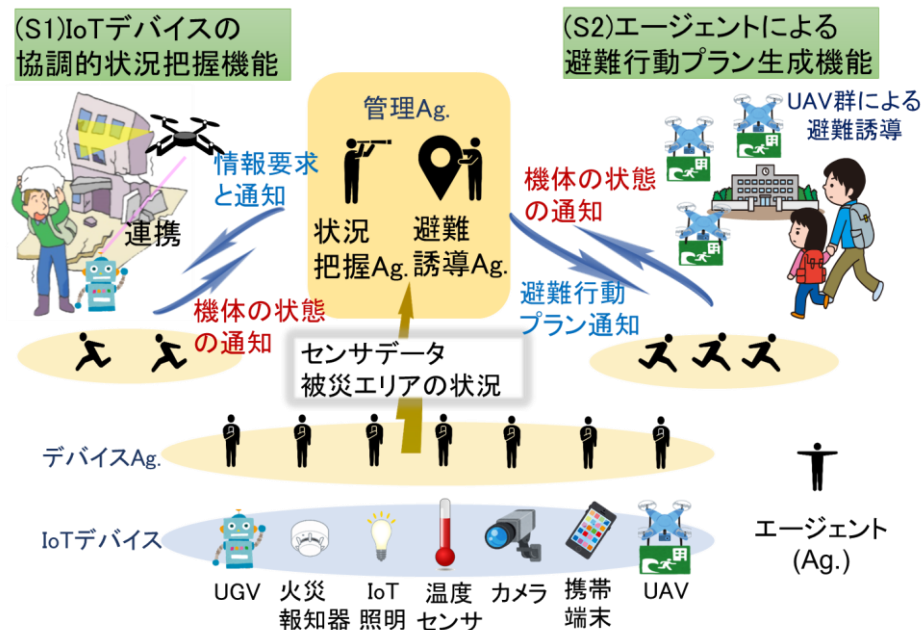 (S1)IoTデバイスの
協調的状況把握機能
(S2)エージェントによる
避難行動プラン生成機能
管理Ag.
UAV群による
避難誘導
情報要求
と通知
機体の状態
の通知
連携
状況
把握Ag.
避難
誘導Ag.
避難行動
プラン通知
機体の状態
の通知
センサデータ
被災エリアの状況
デバイスAg.
IoTデバイス
エージェント
(Ag.)
UGV
火災
報知器
IoT
照明
温度
センサ
カメラ
携帯
端末
UAV